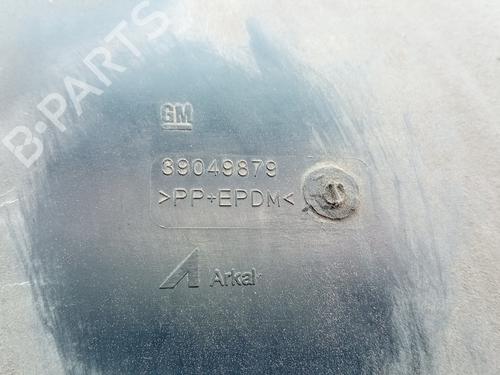 B-PARTS
GM
39049879
>PP+EPDM<
Arkal